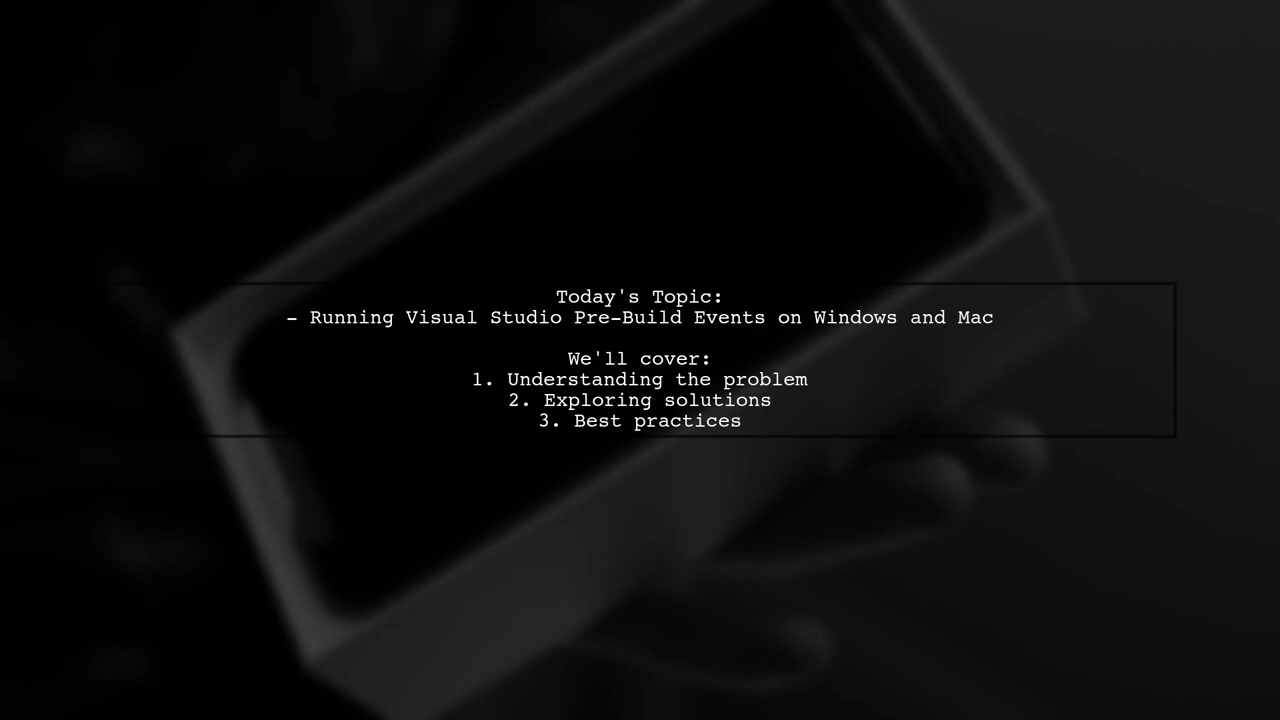 Today's Topic:
- Running Visual Studio Pre-Build Events on Windows and Mac
We'll cover:
1. Understanding the problem
2. Exploring solutions
3. Best practices